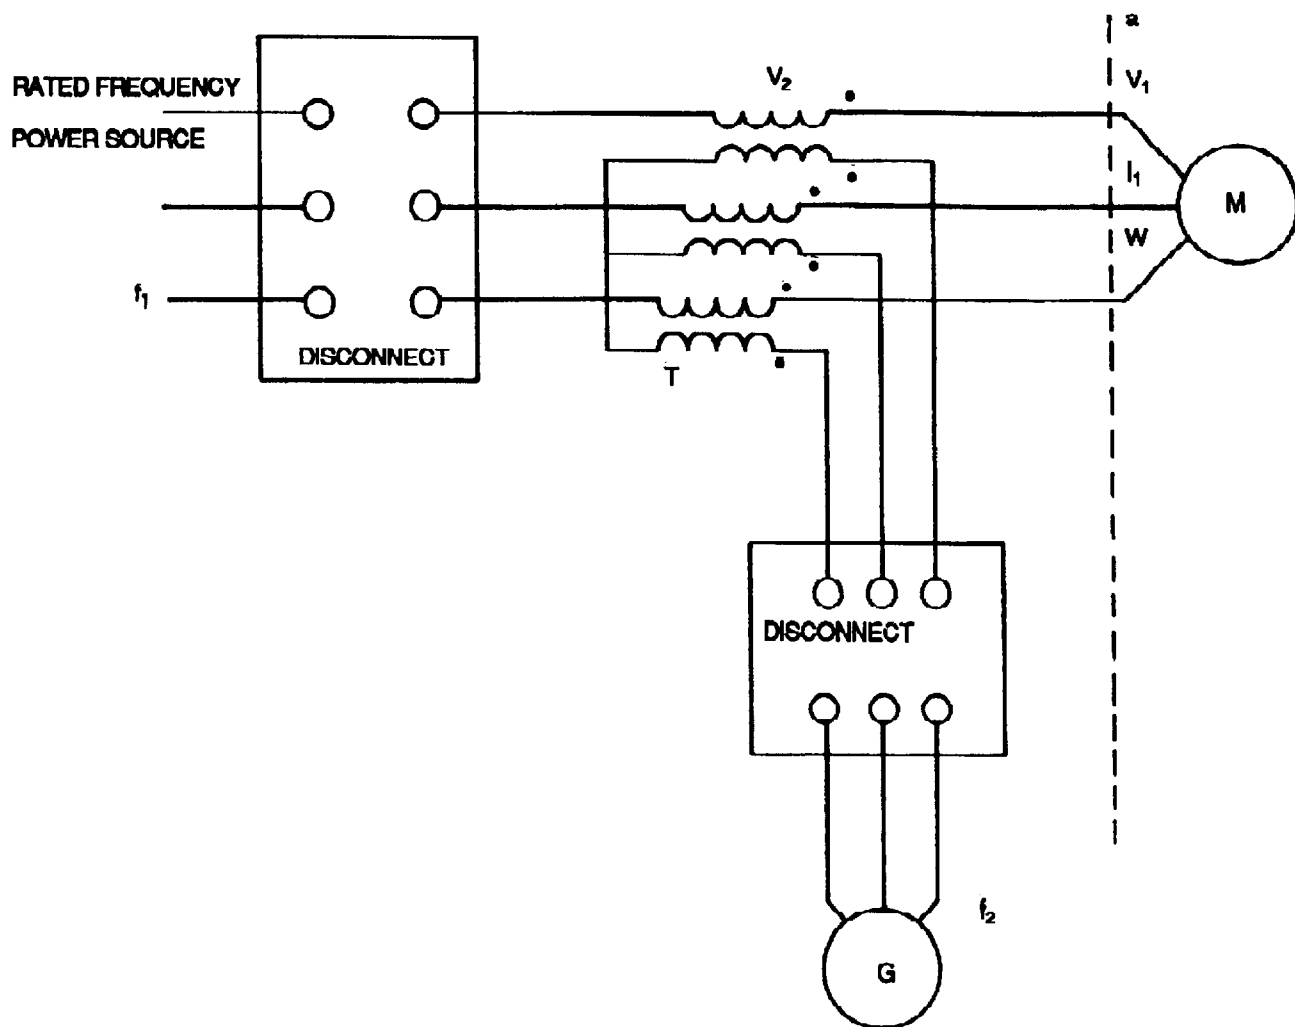 a
RATED FREQUENCY
POWER SOURCE
V₂
V₁
I₁
M
W
f₁
DISCONNECT
T
DISCONNECT
f₂
G